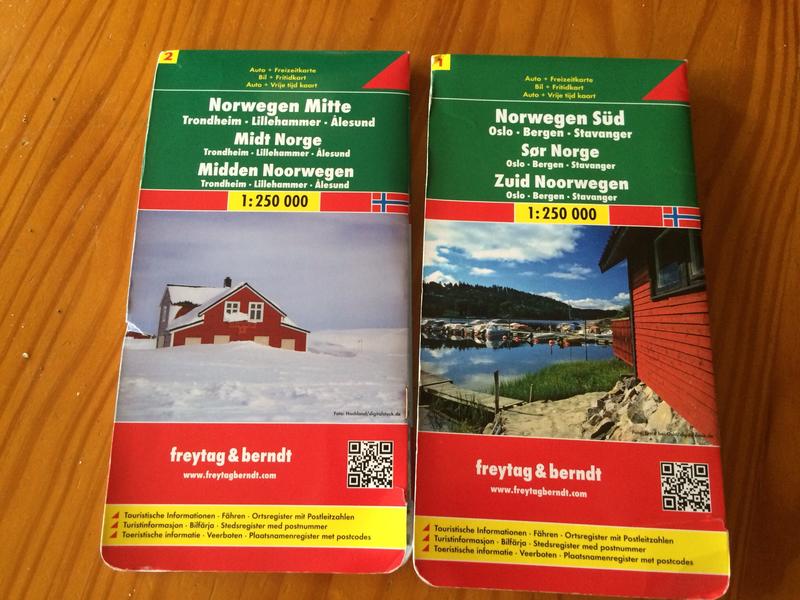 2
Auto + Freizeitkarte
Bil + Fritidkart
Auto + Vrije tijd kaart
Norwegen Mitte
Trondheim · Lillehammer · Ålesund
Midt Norge
Trondheim · Lillehammer · Ålesund
Midden Noorwegen
Trondheim · Lillehammer · Ålesund
1:250 000
Foto: Hochland/digitalstock.de
freytag & berndt
www.freytagberndt.com
Touristische Informationen · Fähren · Ortsregister mit Postleitzahlen
Turistinformasjon · Bilfärja · Stedsregister med postnummer
Toeristische informatie · Veerboten · Plaatsnamenregister met postcodes
1
Auto + Freizeitkarte
Bil + Fritidkart
Auto + Vrije tijd kaart
Norwegen Süd
Oslo · Bergen · Stavanger
Sør Norge
Oslo · Bergen · Stavanger
Zuid Noorwegen
Oslo · Bergen · Stavanger
1:250 000
freytag & berndt
www.freytagberndt.com
Touristische Informationen · Fähren · Ortsregister mit Postleitzahlen
Turistinformasjon · Bilfärja · Stedsregister med postnummer
Toeristische informatie · Veerboten · Plaatsnamenregister met postcodes